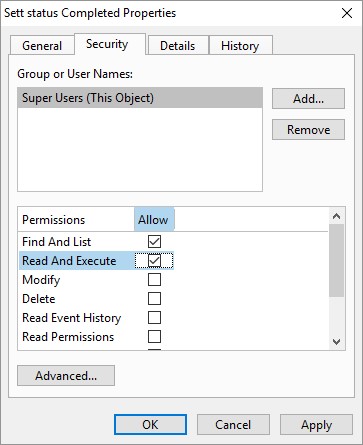 Sett status Completed Properties
General Security Details History
Group or User Names:
Super Users (This Object)
Add...
Remove
Permissions Allow
Find And List
Read And Execute
Modify
Delete
Read Event History
Read Permissions
Advanced...
OK Cancel Apply